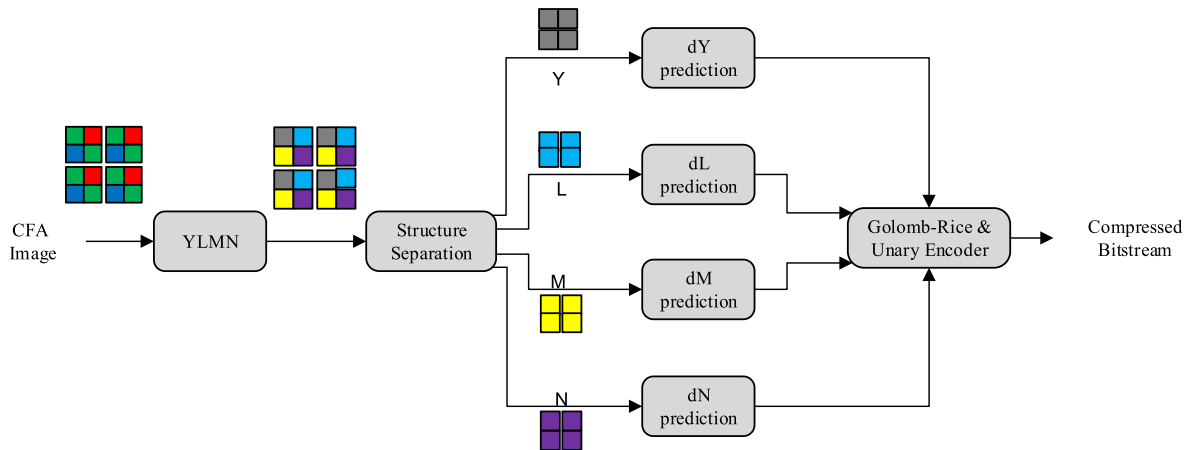 CFA
Image
YLMN
Structure
Separation
Y
L
M
N
dY
prediction
dL
prediction
dM
prediction
dN
prediction
Golomb-Rice &
Unary Encoder
Compressed
Bitstream